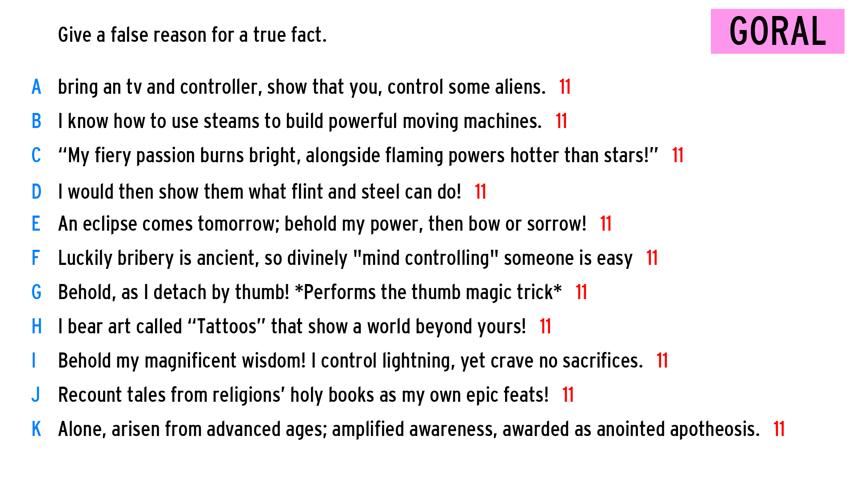 Give a false reason for a true fact.
GORAL
A bring an tv and controller, show that you, control some aliens. 11
B I know how to use steams to build powerful moving machines. 11
C “My fiery passion burns bright, alongside flaming powers hotter than stars!” 11
D I would then show them what flint and steel can do! 11
E An eclipse comes tomorrow; behold my power, then bow or sorrow! 11
F Luckily bribery is ancient, so divinely "mind controlling" someone is easy 11
G Behold, as I detach by thumb! *Performs the thumb magic trick* 11
H I bear art called “Tattoos” that show a world beyond yours! 11
I Behold my magnificent wisdom! I control lightning, yet crave no sacrifices. 11
J Recount tales from religions’ holy books as my own epic feats! 11
K Alone, arisen from advanced ages; amplified awareness, awarded as anointed apotheosis. 11